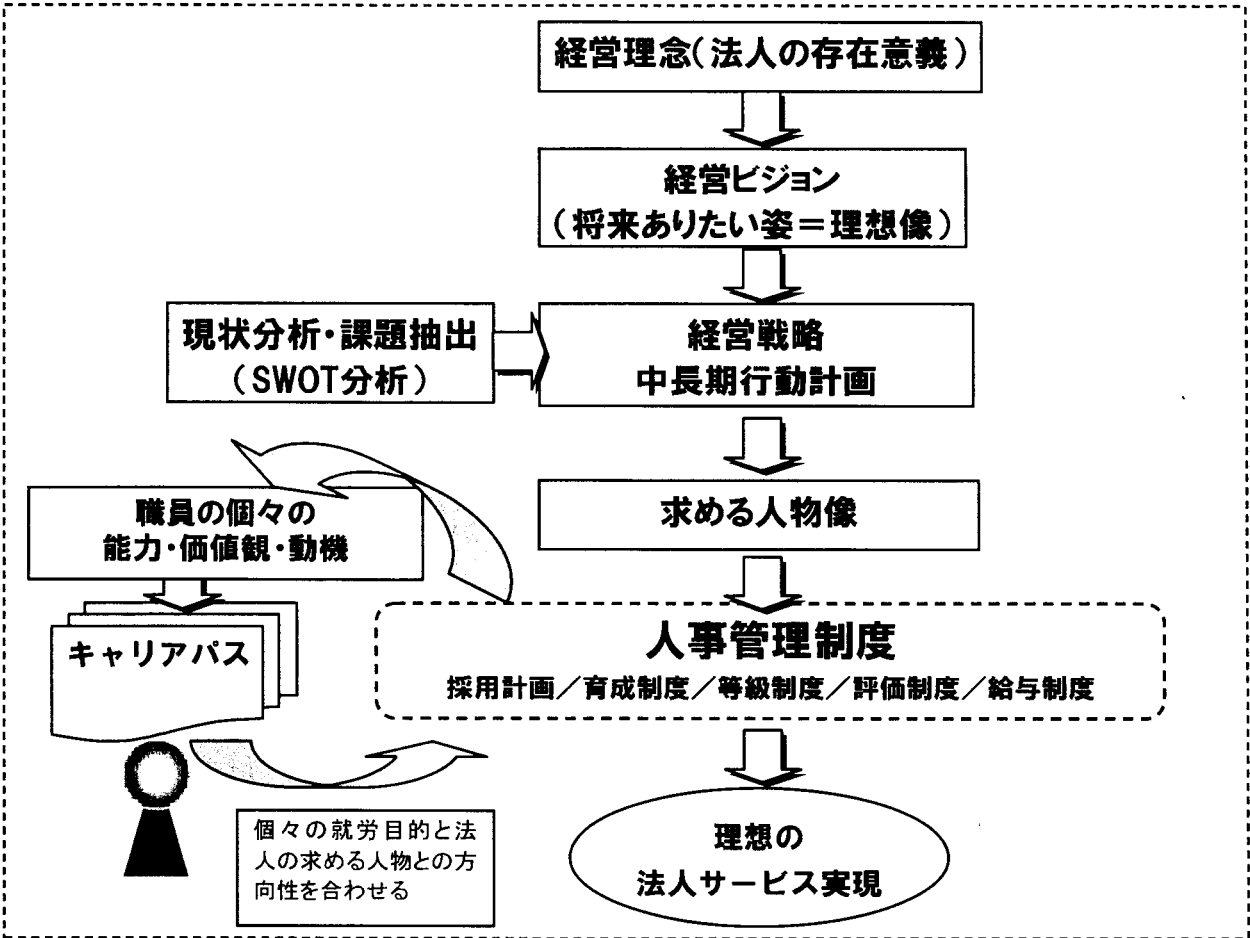 経営理念(法人の存在意義)
経営ビジョン
(将来ありたい姿=理想像)
現状分析・課題抽出
(SWOT分析)
経営戦略
中長期行動計画
求める人物像
職員の個々の
能力・価値観・動機
キャリアパス
人事管理制度
採用計画/育成制度/等級制度/評価制度/給与制度
個々の就労目的と法
人の求める人物との方
向性を合わせる
理想の
法人サービス実現